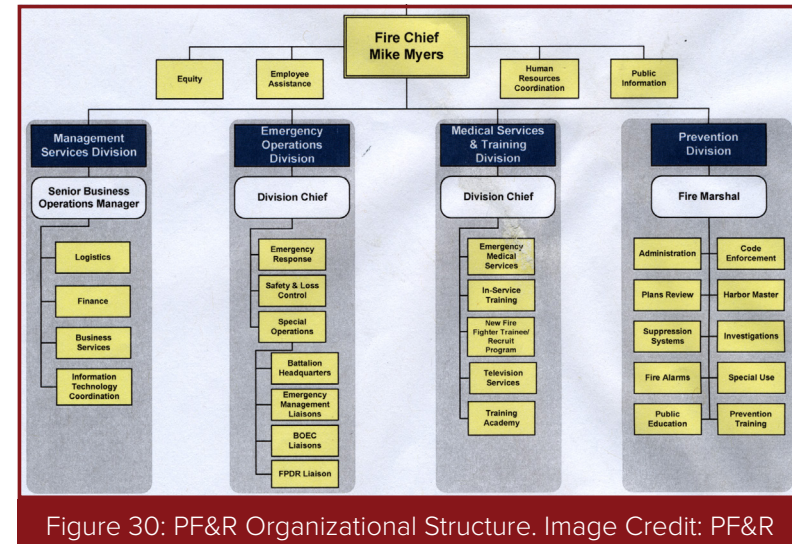 Fire Chief
Mike Myers
Equity
Employee
Assistance
Human
Resources
Coordination
Public
Information
Management
Services Division
Senior Business
Operations Manager
Logistics
Finance
Business
Services
Information
Technology
Coordination
Emergency
Operations
Division
Division Chief
Emergency
Response
Safety & Loss
Control
Special
Operations
Battalion
Headquarters
Emergency
Management
Liaisons
BOEC
Liaisons
FPDR Liaison
Medical Services
& Training
Division
Division Chief
Emergency
Medical
Services
In-Service
Training
New Fire
Fighter Trainee/
Recruit
Program
Television
Services
Training
Academy
Prevention
Division
Fire Marshal
Administration
Code
Enforcement
Plans Review
Harbor Master
Suppression
Systems
Investigations
Fire Alarms
Special Use
Public
Education
Prevention
Training
Figure 30: PF&R Organizational Structure. Image Credit: PF&R